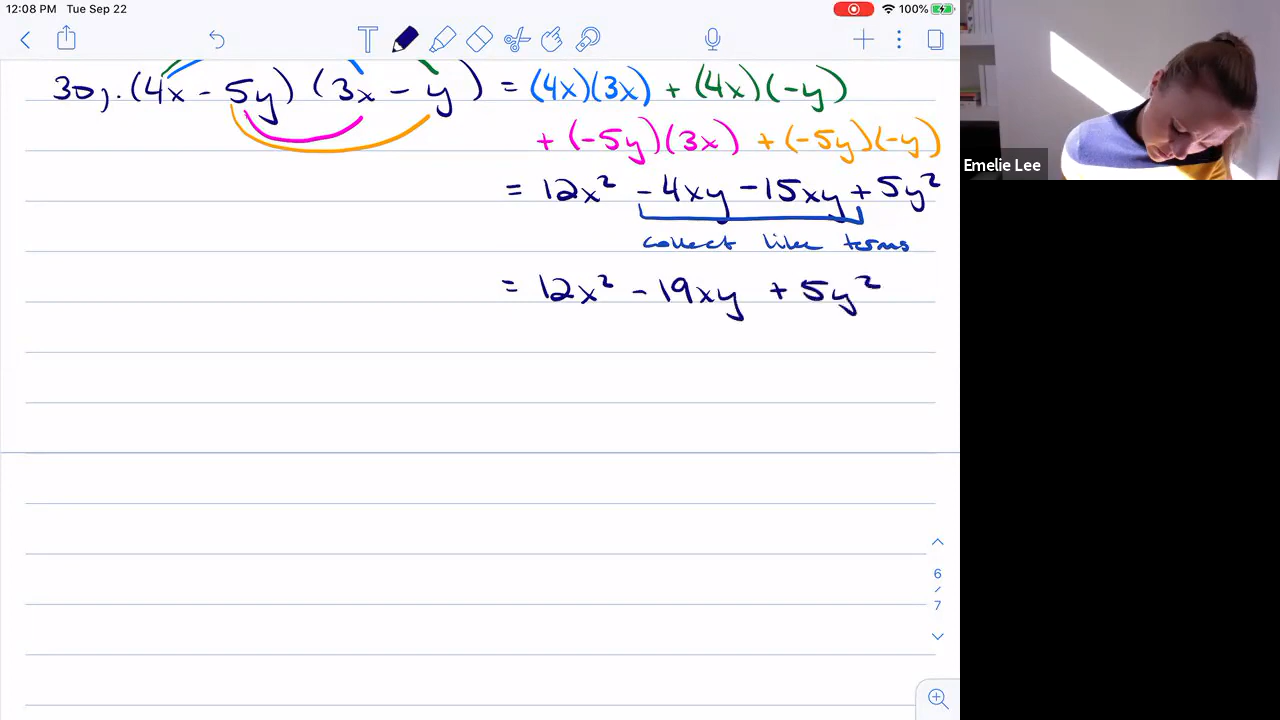 12:08 PM Tue Sep 22
100%
30j. (4x - 5y) (3x - y) = (4x)(3x) + (4x)(-y)
+ (-5y)(3x) + (-5y)(-y)
Emelie Lee
= 12x² - 4xy - 15xy + 5y²
collect like terms
= 12x² - 19xy + 5y²
6
/
7